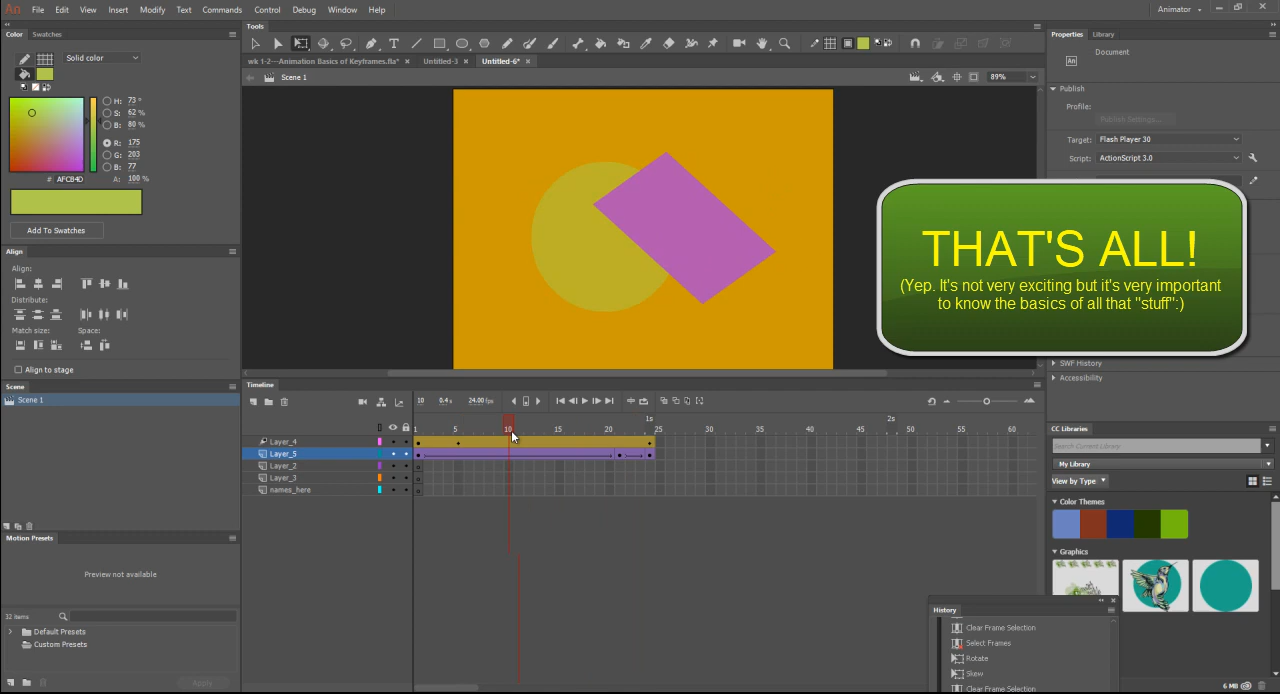 An File Edit View Insert Modify Text Commands Control Debug Window Help Animator
Color Swatches
Solid color
H: 73 °
S: 62 %
B: 80 %
R: 175
G: 203
B: 77
# AFCB4D A: 100 %
Add To Swatches
Align
Align:
Distribute:
Match size: Space:
Align to stage
Scene
Scene 1
Motion Presets
Preview not available
32 items
Default Presets
Custom Presets
Apply
Tools
wk 1-2---Animation Basics of Keyframes.fla* × Untitled-3 × Untitled-6* ×
Scene 1
89%
Timeline
10 0.4 s 24.00 fps
1s 2s
1 5 10 15 20 25 30 35 40 45 50 55 60
Layer_4
Layer_5
Layer_2
Layer_3
names_here
Properties Library
Document
An
Publish
Profile:
Publish Settings...
Target: Flash Player 30
Script: ActionScript 3.0
THAT'S ALL!
(Yep. It's not very exciting but it's very important
to know the basics of all that "stuff":)
SWF History
Accessibility
CC Libraries
Search Current Library
My Library
View by Type
Color Themes
Graphics
History
Clear Frame Selection
Select Frames
Rotate
Skew
Clear Frame Selection
6 MB